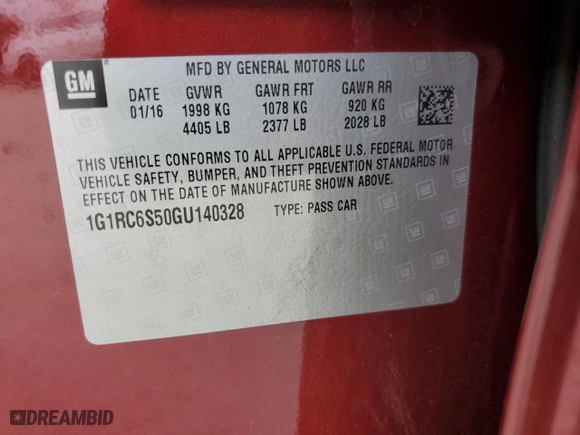 GM
MFD BY GENERAL MOTORS LLC
DATE GVWR GAWR FRT GAWR RR
01/16 1998 KG 1078 KG 920 KG
4405 LB 2377 LB 2028 LB
THIS VEHICLE CONFORMS TO ALL APPLICABLE U.S. FEDERAL MOTOR
VEHICLE SAFETY, BUMPER, AND THEFT PREVENTION STANDARDS IN
EFFECT ON THE DATE OF MANUFACTURE SHOWN ABOVE.
1G1RC6S50GU140328 TYPE: PASS CAR
DREAMBID